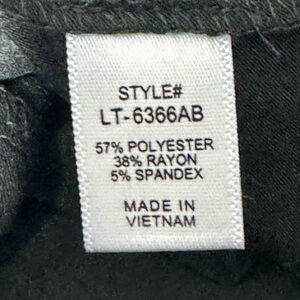 STYLE#
LT-6366AB
57% POLYESTER
38% RAYON
5% SPANDEX
MADE IN
VIETNAM